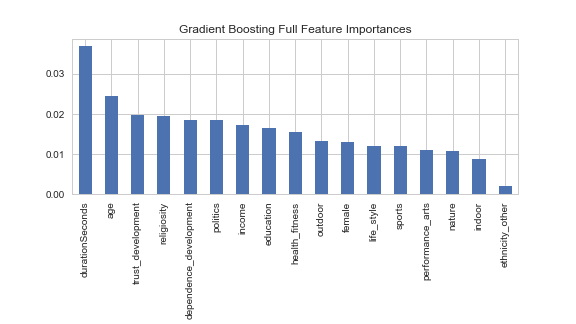 Gradient Boosting Full Feature Importances
0.03
0.02
0.01
0.00
durationSeconds
age
trust_development
religiosity
dependence_development
politics
income
education
health_fitness
outdoor
female
life_style
sports
performance_arts
nature
indoor
ethnicity_other